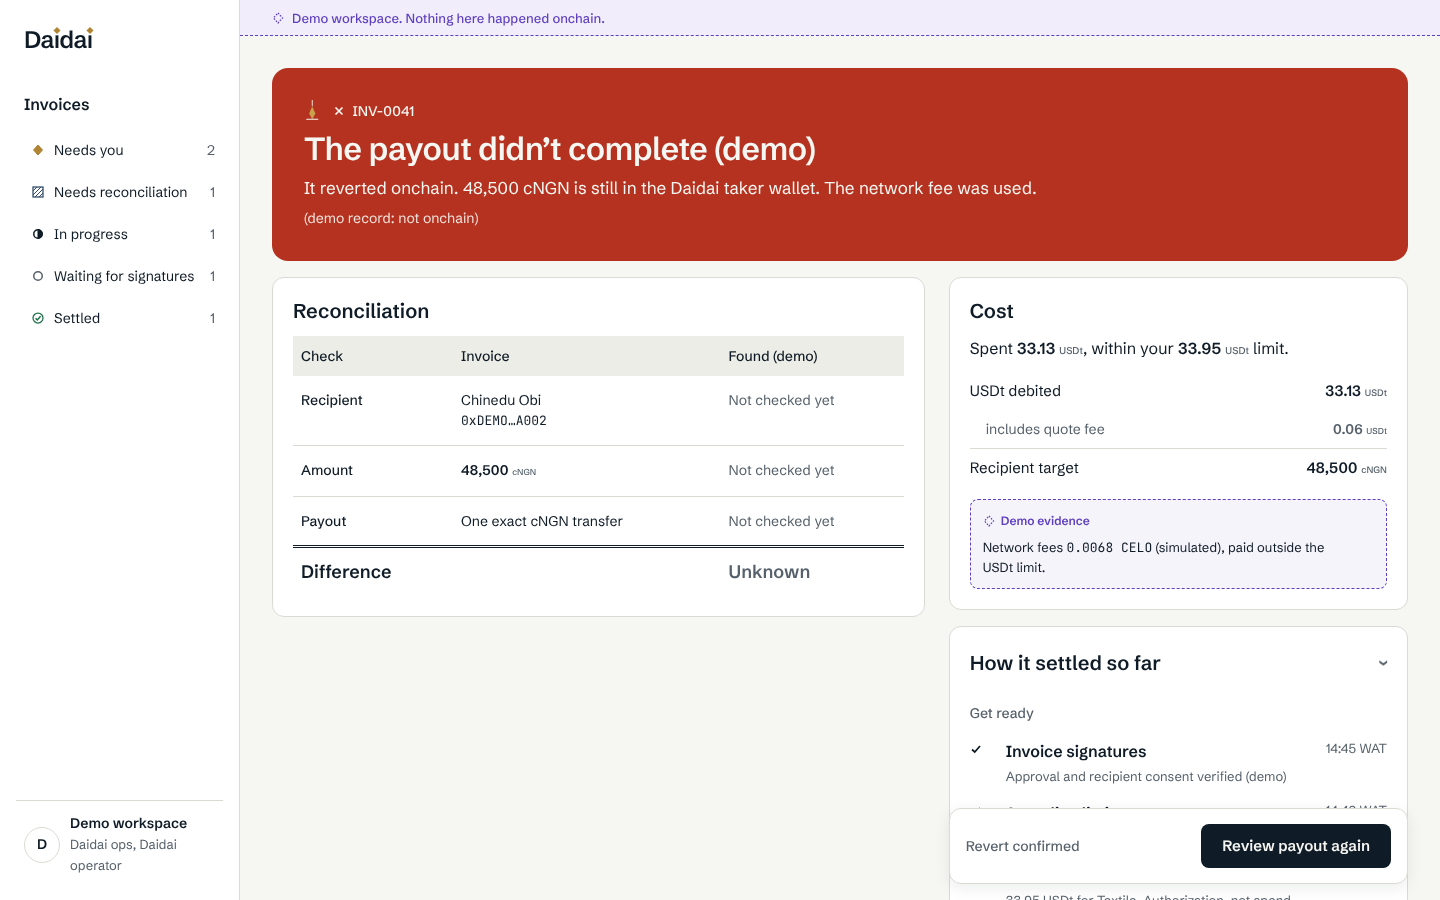 Daidai
Invoices
Needs you 2
Needs reconciliation 1
In progress 1
Waiting for signatures 1
Settled 1
D
Demo workspace
Daidai ops, Daidai
operator
Demo workspace. Nothing here happened onchain.
INV-0041
The payout didn’t complete (demo)
It reverted onchain. 48,500 cNGN is still in the Daidai taker wallet. The network fee was used.
(demo record: not onchain)
Reconciliation
Check Invoice Found (demo)
Recipient Chinedu Obi Not checked yet
0xDEMO…A002
Amount 48,500 cNGN Not checked yet
Payout One exact cNGN transfer Not checked yet
Difference Unknown
Cost
Spent 33.13 USDt, within your 33.95 USDt limit.
USDt debited 33.13 USDt
includes quote fee 0.06 USDt
Recipient target 48,500 cNGN
Demo evidence
Network fees 0.0068 CELO (simulated), paid outside the
USDt limit.
How it settled so far
Get ready
Invoice signatures 14:45 WAT
Approval and recipient consent verified (demo)
Revert confirmed
Review payout again